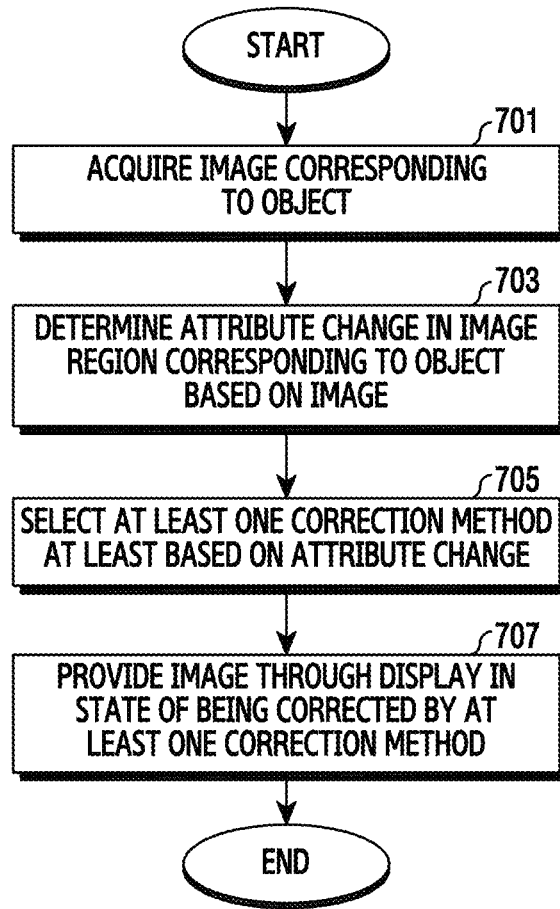 START
701
ACQUIRE IMAGE CORRESPONDING
TO OBJECT
703
DETERMINE ATTRIBUTE CHANGE IN IMAGE
REGION CORRESPONDING TO OBJECT
BASED ON IMAGE
705
SELECT AT LEAST ONE CORRECTION METHOD
AT LEAST BASED ON ATTRIBUTE CHANGE
707
PROVIDE IMAGE THROUGH DISPLAY IN
STATE OF BEING CORRECTED BY AT
LEAST ONE CORRECTION METHOD
END